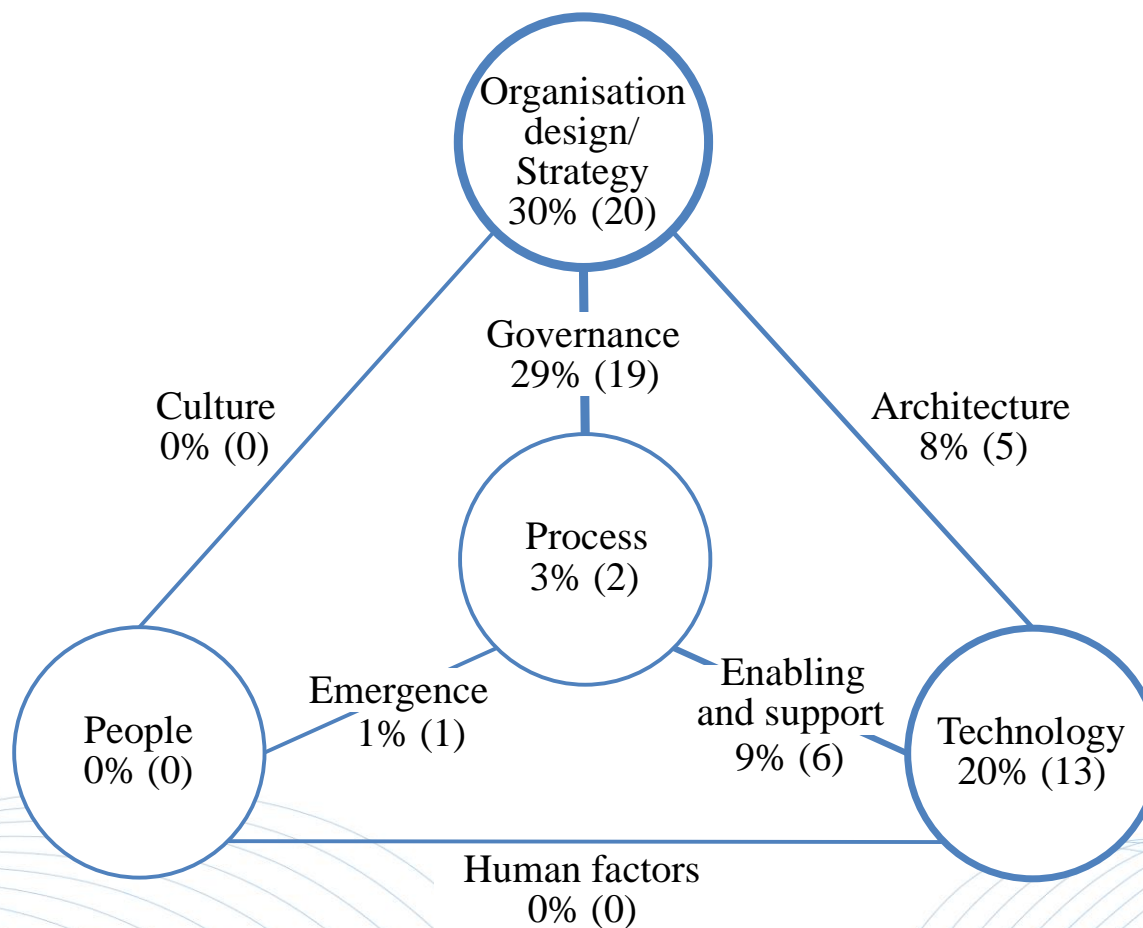 Organisation
design/
Strategy
30% (20)
Governance
29% (19)
Culture
0% (0)
Architecture
8% (5)
Process
3% (2)
Emergence
1% (1)
Enabling
and support
9% (6)
People
0% (0)
Technology
20% (13)
Human factors
0% (0)